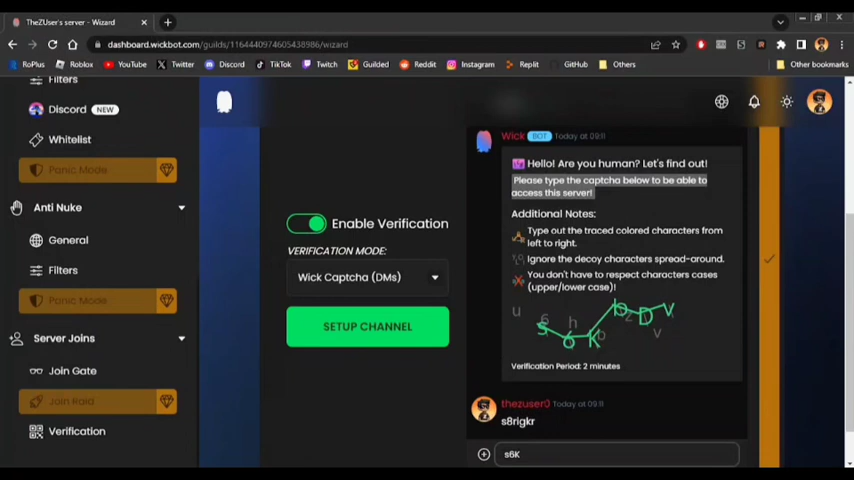 TheZUser's server - Wizard
dashboard.wickbot.com/guilds/1164440974605438986/wizard
RoPlus Roblox YouTube Twitter Discord TikTok Twitch Guilded Reddit Instagram Replit GitHub Others Other bookmarks
Filters
Discord NEW
Whitelist
Panic Mode
Anti Nuke
General
Filters
Panic Mode
Server Joins
Join Gate
Join Raid
Verification
Enable Verification
VERIFICATION MODE:
Wick Captcha (DMs)
SETUP CHANNEL
Wick BOT Today at 09:11
Hello! Are you human? Let's find out!
Please type the captcha below to be able to
access this server!
Additional Notes:
Type out the traced colored characters from
left to right.
Ignore the decoy characters spread-around.
You don't have to respect characters cases
(upper/lower case)!
Verification Period: 2 minutes
thezuser0 Today at 09:11
s8rigkr
s6K